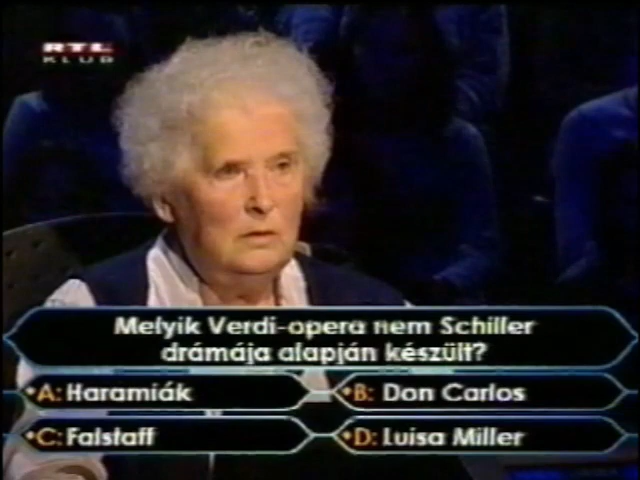 RTL
KLUB
Melyik Verdi-opera nem Schiller
drámája alapján készült?
A: Haramiák
B: Don Carlos
C: Falstaff
D: Luisa Miller